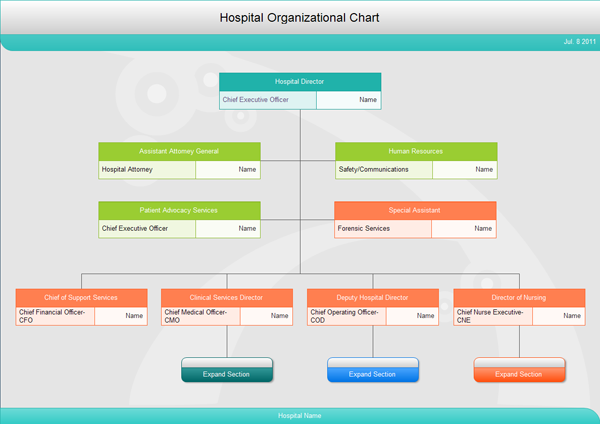 Hospital Organizational Chart
Jul. 8 2011
Hospital Director
Chief Executive Officer Name
Assistant Attorney General
Hospital Attorney Name
Human Resources
Safety/Communications Name
Patient Advocacy Services
Chief Executive Officer Name
Special Assistant
Forensic Services Name
Chief of Support Services
Chief Financial Officer-
CFO Name
Clinical Services Director
Chief Medical Officer-
CMO Name
Deputy Hospital Director
Chief Operating Officer-
COD Name
Director of Nursing
Chief Nurse Executive-
CNE Name
Expand Section
Expand Section
Expand Section
Hospital Name